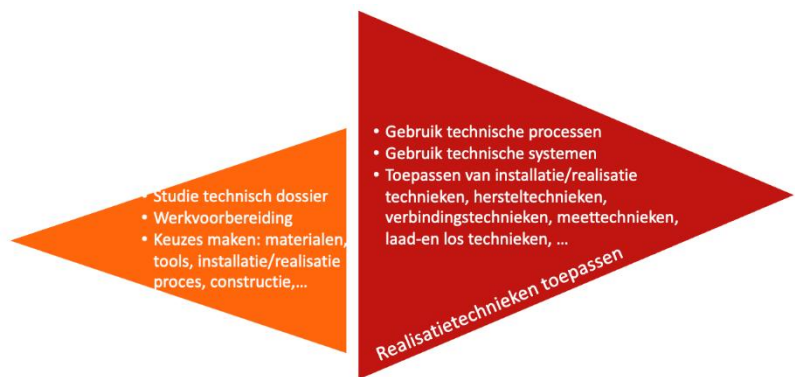 • Studie technisch dossier
• Werkvoorbereiding
• Keuzes maken: materialen,
tools, installatie/realisatie
proces, constructie,...
• Gebruik technische processen
• Gebruik technische systemen
• Toepassen van installatie/realisatie
technieken, hersteltechnieken,
verbindingstechnieken, meettechnieken,
laad-en los technieken, ...
Realisatietechnieken toepassen